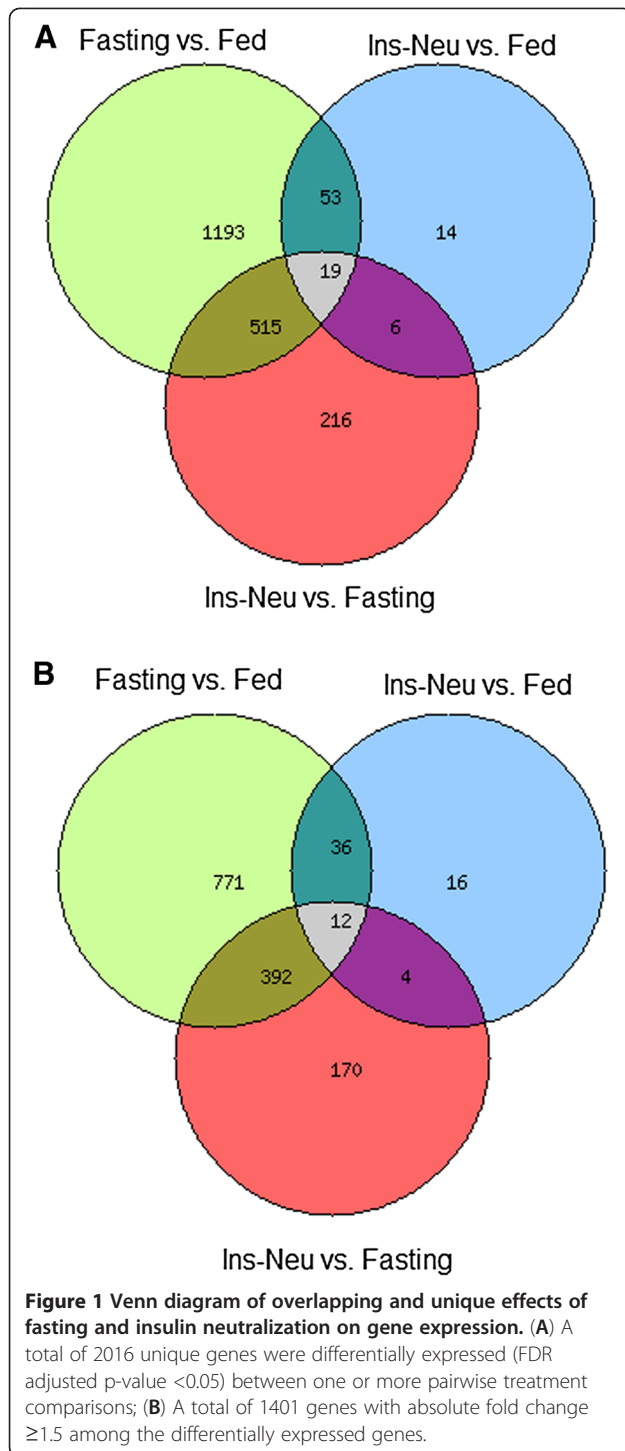 A
Fasting vs. Fed
Ins-Neu vs. Fed
53
1193
14
19
515
6
216
Ins-Neu vs. Fasting
B
Fasting vs. Fed
Ins-Neu vs. Fed
36
771
16
12
392
4
170
Ins-Neu vs. Fasting
Figure 1 Venn diagram of overlapping and unique effects of
fasting and insulin neutralization on gene expression. (A) A
total of 2016 unique genes were differentially expressed (FDR
adjusted p-value <0.05) between one or more pairwise treatment
comparisons; (B) A total of 1401 genes with absolute fold change
≥1.5 among the differentially expressed genes.